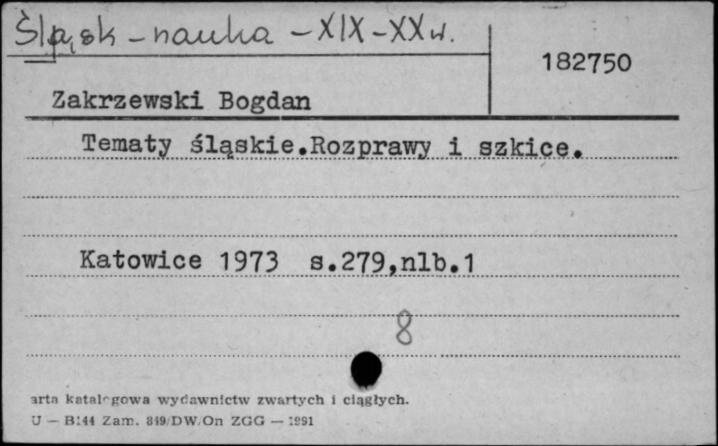 Śląsk – nauka – XIX–XX w.
182750
Zakrzewski Bogdan
Tematy śląskie.Rozprawy i szkice.
Katowice 1973 s.279,nlb.1
8
arta katalogowa wydawnictw zwartych i ciągłych.
U — B144 Zam. 849/DW/On ZGG — 1991